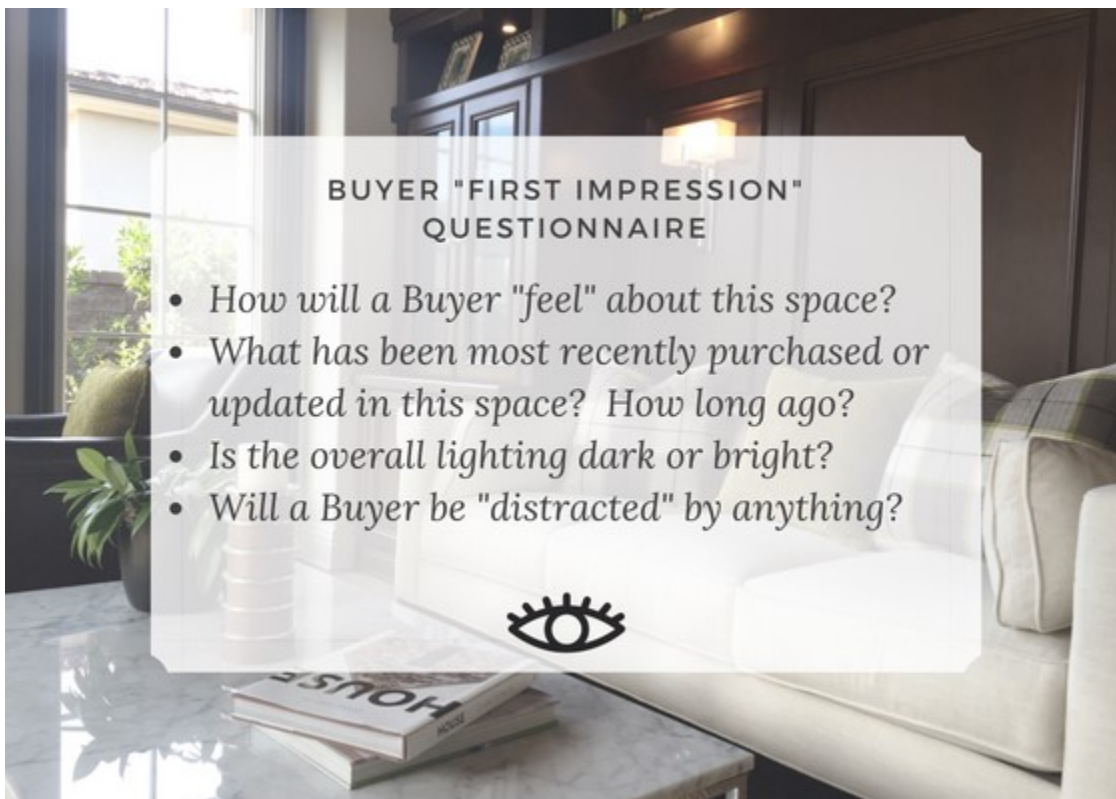 BUYER "FIRST IMPRESSION"
QUESTIONNAIRE
• How will a Buyer "feel" about this space?
• What has been most recently purchased or
updated in this space?  How long ago?
• Is the overall lighting dark or bright?
• Will a Buyer be "distracted" by anything?
HOUSE
HOUSE